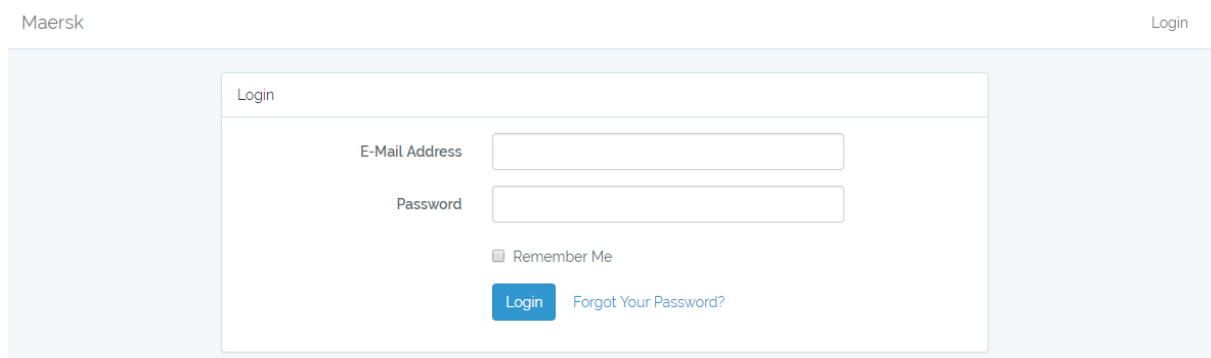 Maersk Login
Login
E-Mail Address
Password
Remember Me
Login Forgot Your Password?